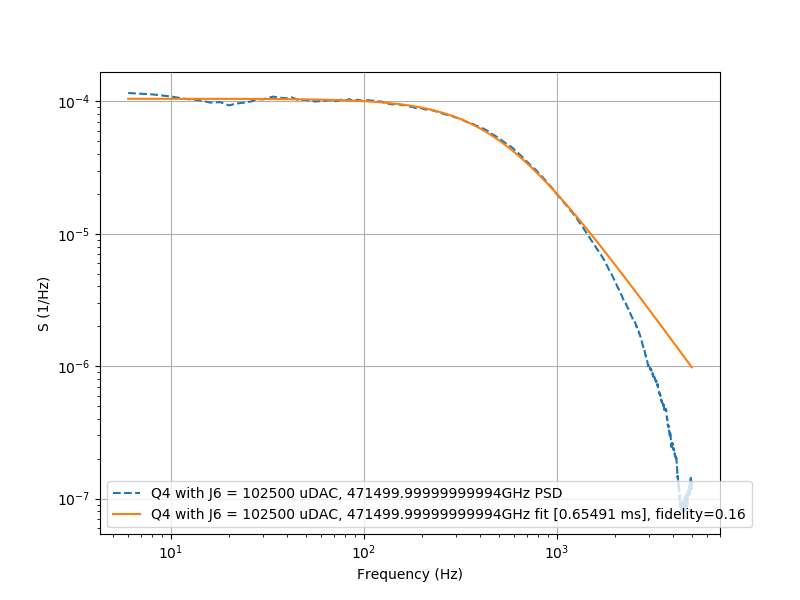 10⁻⁴
10⁻⁵
10⁻⁶
10⁻⁷
S (1/Hz)
Q4 with J6 = 102500 uDAC, 471499.99999999994GHz PSD
Q4 with J6 = 102500 uDAC, 471499.99999999994GHz fit [0.65491 ms], fidelity=0.16
10¹ 10² 10³
Frequency (Hz)